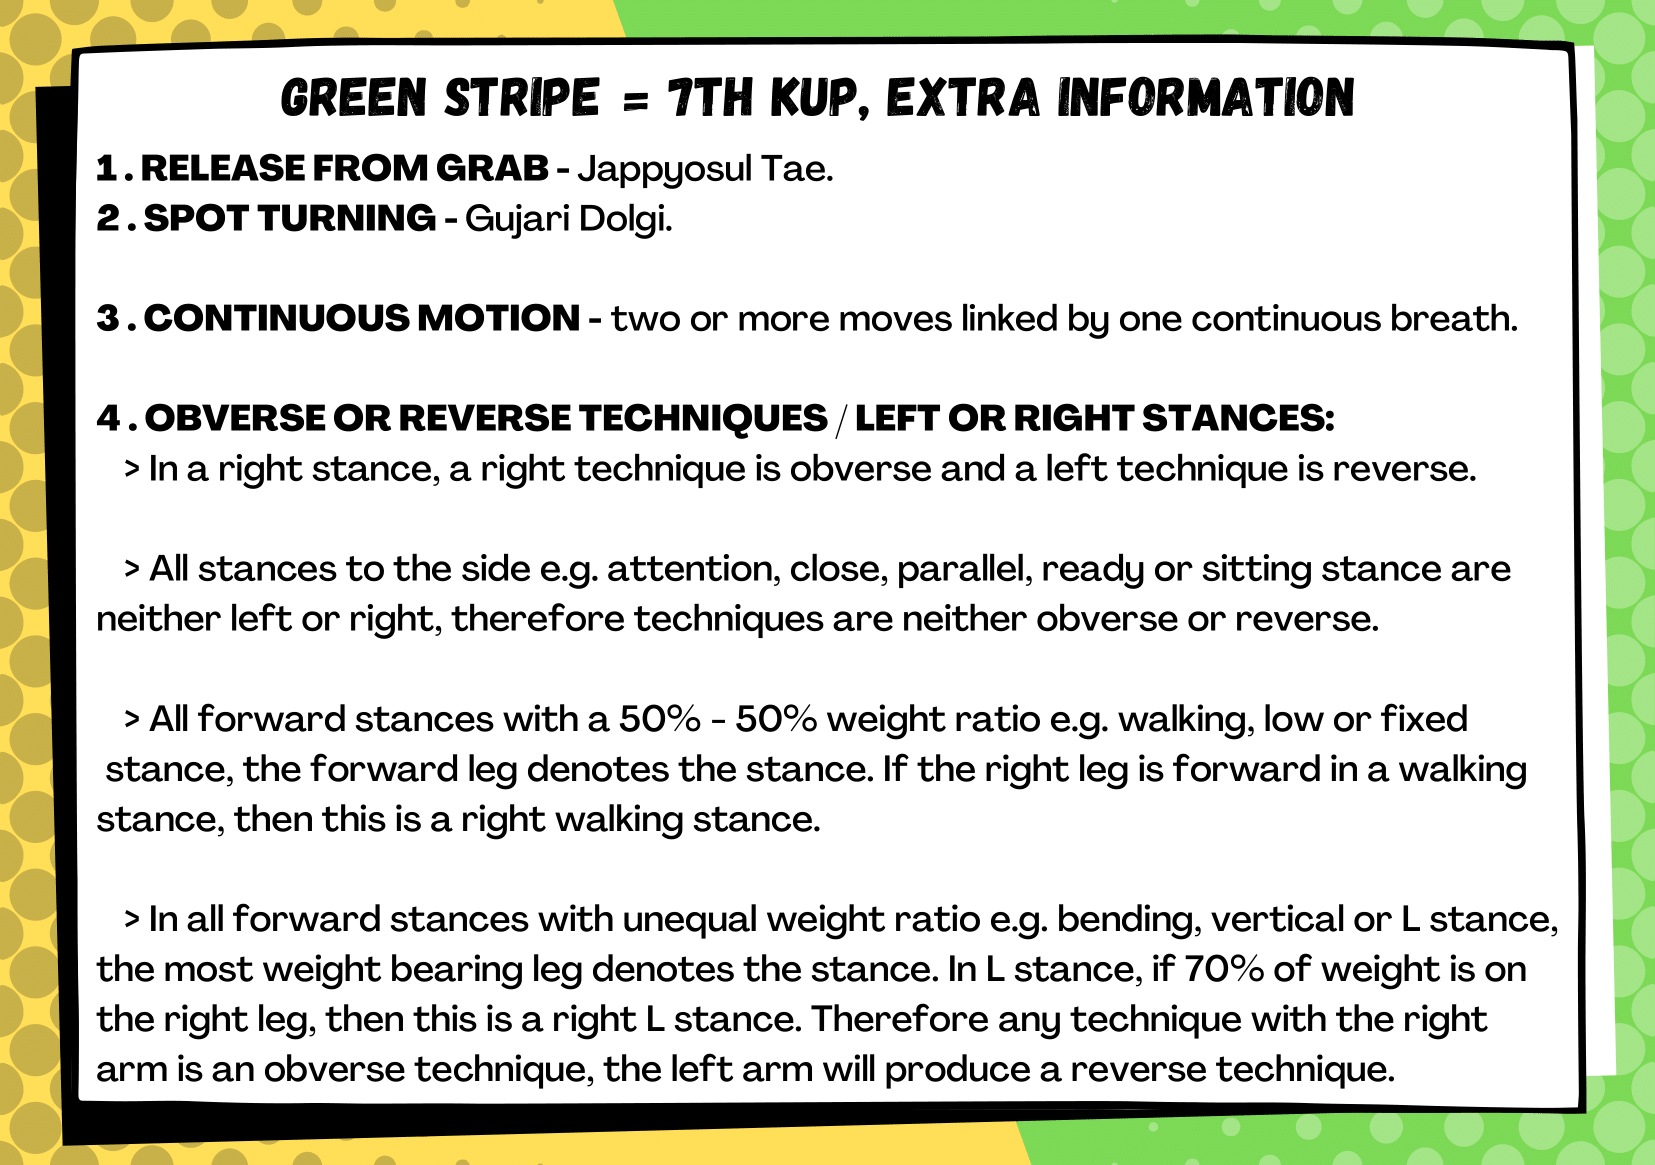 GREEN STRIPE = 7TH KUP, EXTRA INFORMATION
1. RELEASE FROM GRAB - Jappyosul Tae.
2. SPOT TURNING - Gujari Dolgi.
3. CONTINUOUS MOTION - two or more moves linked by one continuous breath.
4. OBVERSE OR REVERSE TECHNIQUES / LEFT OR RIGHT STANCES:
> In a right stance, a right technique is obverse and a left technique is reverse.
> All stances to the side e.g. attention, close, parallel, ready or sitting stance are
neither left or right, therefore techniques are neither obverse or reverse.
> All forward stances with a 50% - 50% weight ratio e.g. walking, low or fixed
stance, the forward leg denotes the stance. If the right leg is forward in a walking
stance, then this is a right walking stance.
> In all forward stances with unequal weight ratio e.g. bending, vertical or L stance,
the most weight bearing leg denotes the stance. In L stance, if 70% of weight is on
the right leg, then this is a right L stance. Therefore any technique with the right
arm is an obverse technique, the left arm will produce a reverse technique.